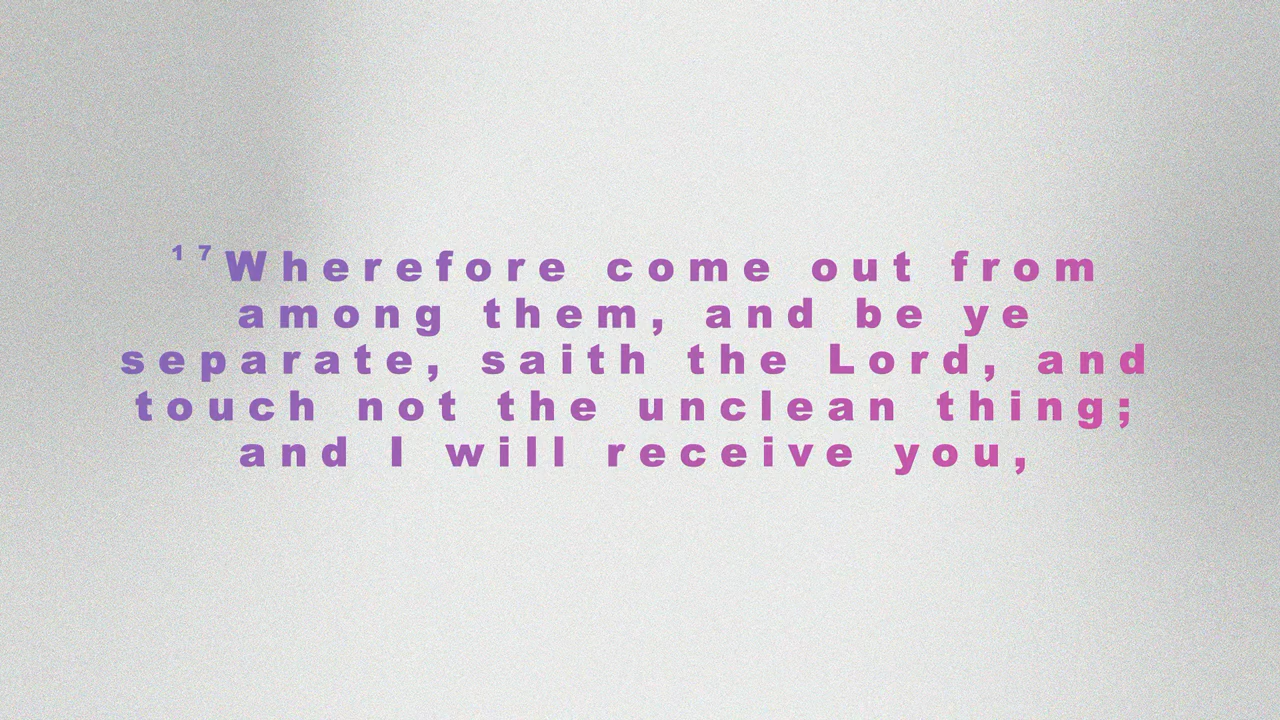 ¹⁷Wherefore come out from
among them, and be ye
separate, saith the Lord, and
touch not the unclean thing;
and I will receive you,